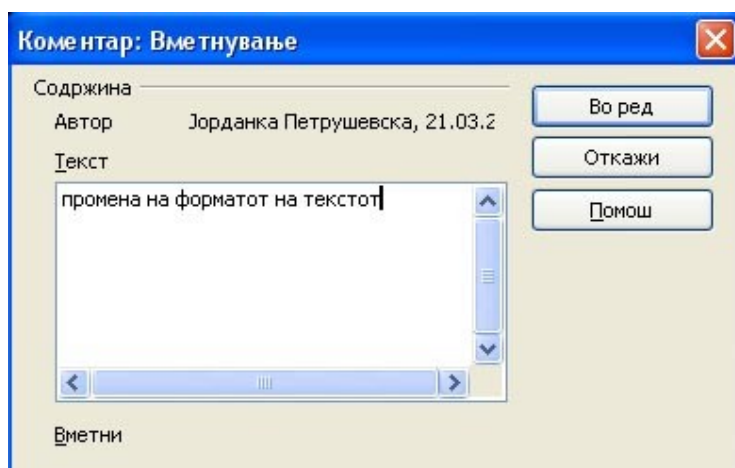 Коментар: Вметнување
Содржина
Автор Јорданка Петрушевска, 21.03.2
Текст
промена на форматот на текстот
Вметни
Во ред
Откажи
Помош